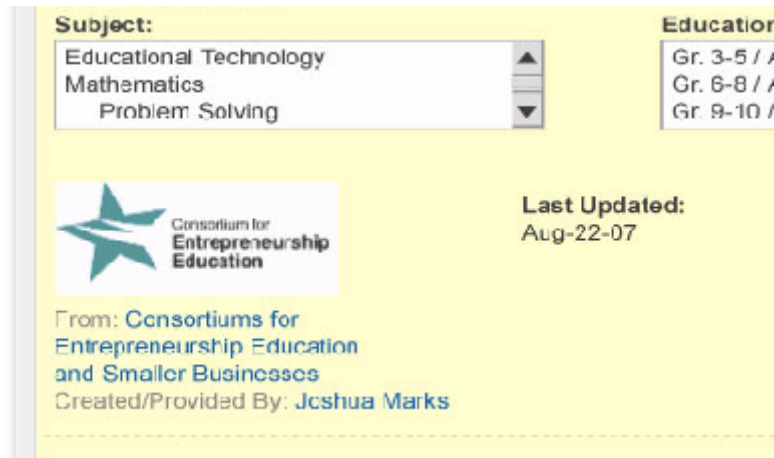 Subject:
Educational Technology
Mathematics
Problem Solving
Education
Gr. 3-5 /
Gr. 6-8 /
Gr. 9-10 /
Consortium for
Entrepreneurship
Education
Last Updated:
Aug-22-07
From: Consortiums for
Entrepreneurship Education
and Smaller Businesses
Created/Provided By: Joshua Marks